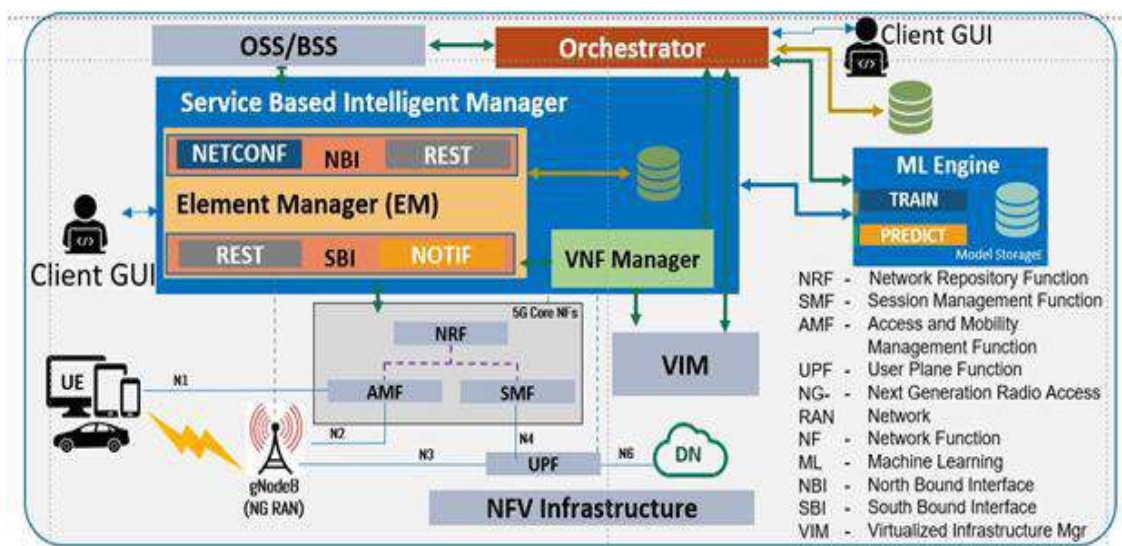 OSS/BSS
Orchestrator
Client GUI
Service Based Intelligent Manager
NETCONF NBI REST
Element Manager (EM)
REST SBI NOTIF
VNF Manager
ML Engine
TRAIN
PREDICT
Model Storage
Client GUI
5G Core NFs
NRF
AMF
SMF
VIM
UE
N1
N2
N3
N4
UPF
N6
DN
gNodeB
(NG RAN)
NFV Infrastructure
NRF - Network Repository Function
SMF - Session Management Function
AMF - Access and Mobility
Management Function
UPF - User Plane Function
NG- Next Generation Radio Access
RAN Network
NF - Network Function
ML - Machine Learning
NBI - North Bound Interface
SBI - South Bound Interface
VIM - Virtualized Infrastructure Mgr